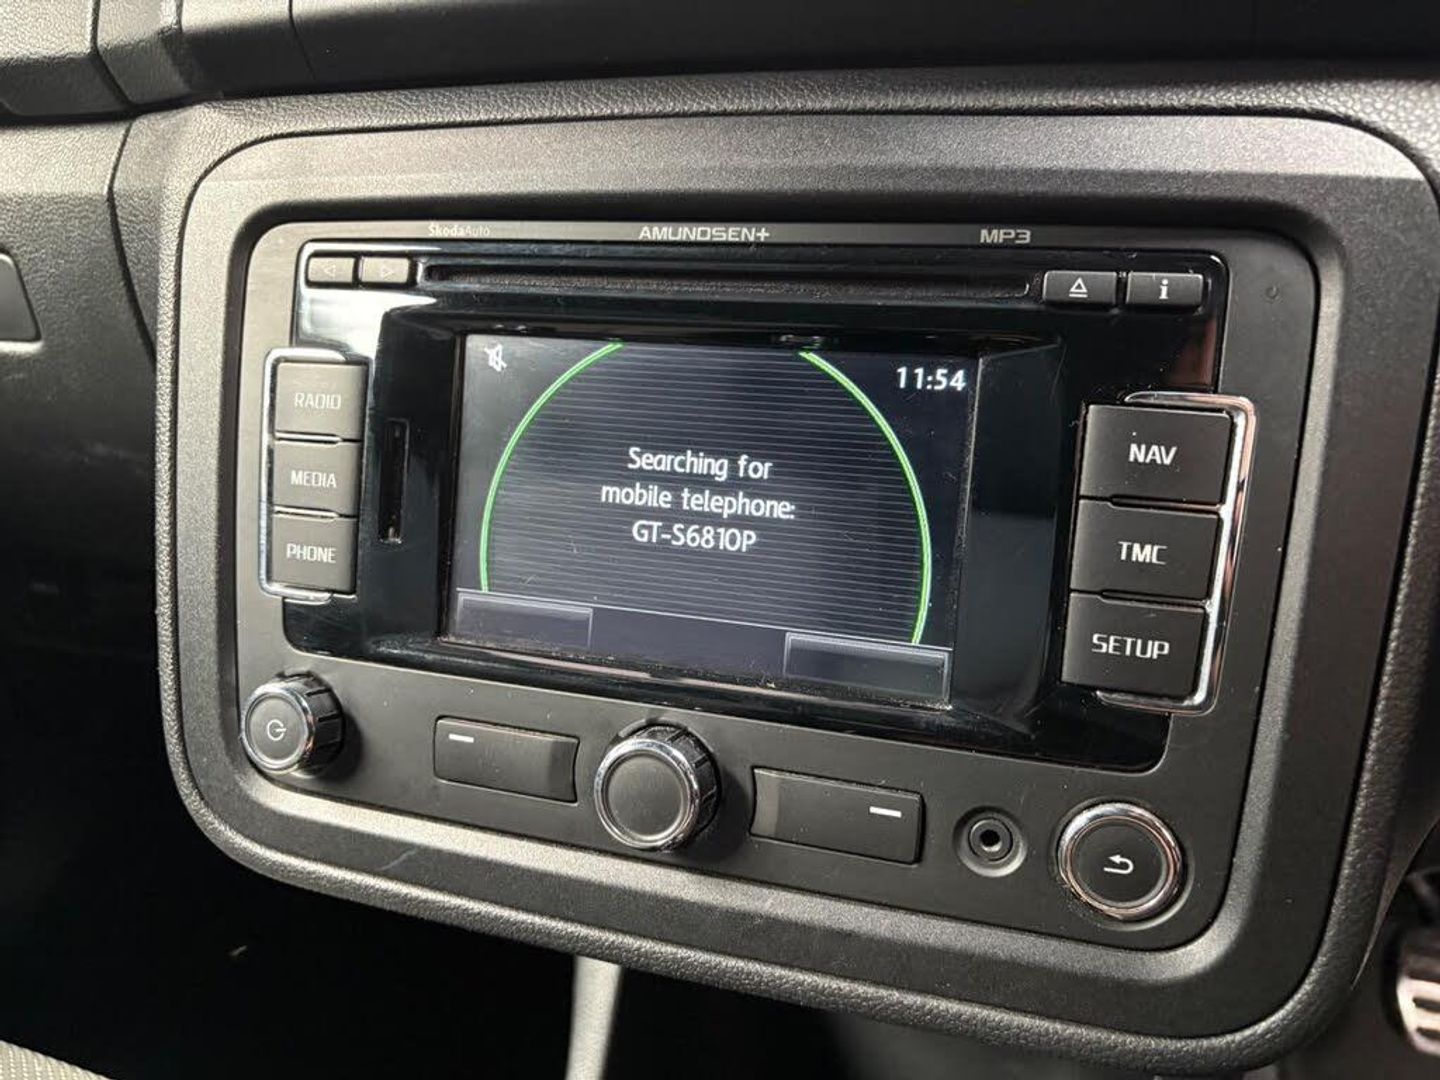 ŠkodaAuto AMUNDSEN+ MP3
i
11:54
RADIO
MEDIA
PHONE
Searching for
mobile telephone:
GT-S6810P
NAV
TMC
SETUP